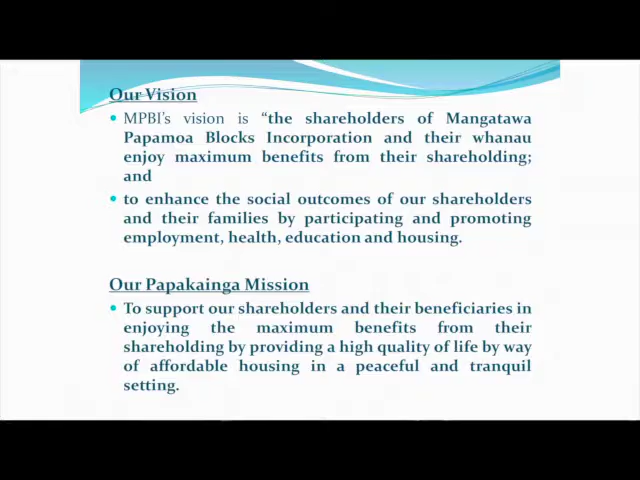 Our Vision
• MPBI's vision is “the shareholders of Mangatawa
Papamoa Blocks Incorporation and their whanau
enjoy maximum benefits from their shareholding;
and
• to enhance the social outcomes of our shareholders
and their families by participating and promoting
employment, health, education and housing.
Our Papakainga Mission
• To support our shareholders and their beneficiaries in
enjoying the maximum benefits from their
shareholding by providing a high quality of life by way
of affordable housing in a peaceful and tranquil
setting.